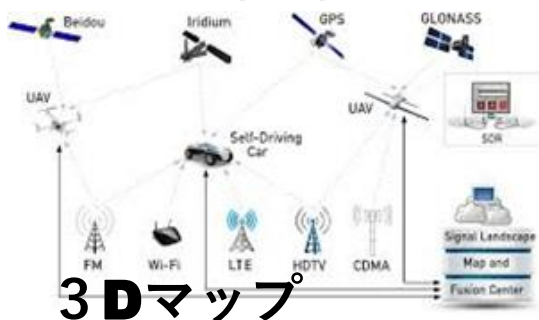 Beidou
Iridium
GPS
GLONASS
UAV
UAV
SDR
Self-Driving
Car
FM
Wi-Fi
LTE
HDTV
CDMA
Signal Landscape
Map and
Fusion Center
３Dマップ